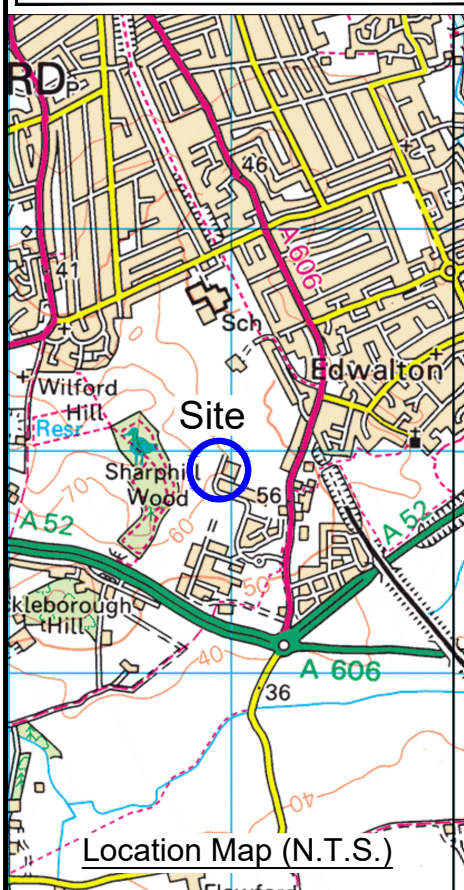 RD
P
46
A 606
41
Sch
Edwalton
Wilford
Hill
Resr
Site
Sharphill
Wood
70
56
A 52
60
A 52
50
kleborough
Hill
40
A 606
36
40
Location Map (N.T.S.)